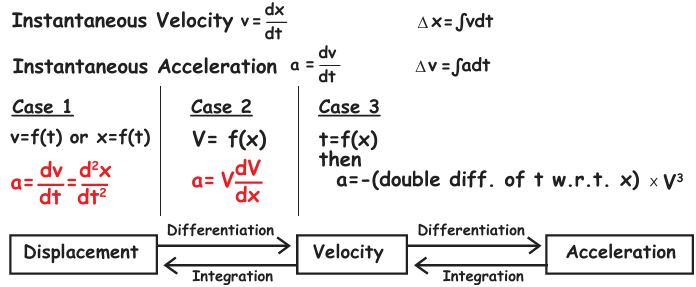 Instantaneous Velocity v = dx/dt    Δx=∫vdt
Instantaneous Acceleration a = dv/dt    Δv =∫adt
Case 1
v=f(t) or x=f(t)
a= dv/dt = d²x/dt²
Case 2
V= f(x)
a= V dV/dx
Case 3
t=f(x)
then
a=-(double diff. of t w.r.t. x) × V³
Differentiation    Differentiation
Displacement    Velocity    Acceleration
Integration    Integration